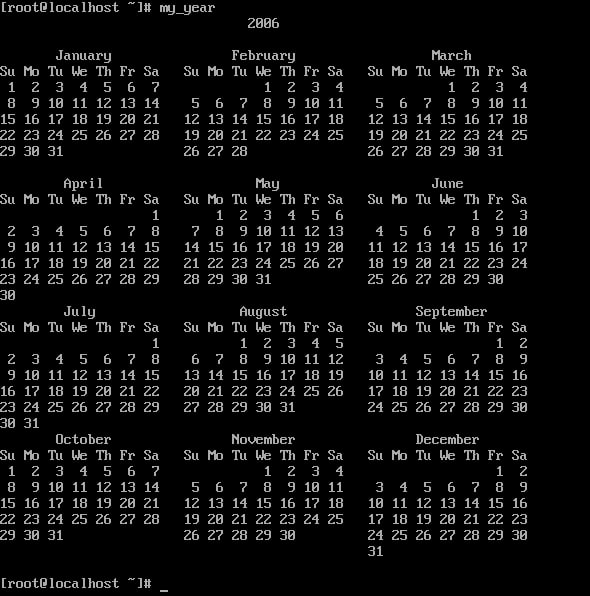 [root@localhost ~]# my_year
                               2006

       January               February                March
Su Mo Tu We Th Fr Sa   Su Mo Tu We Th Fr Sa   Su Mo Tu We Th Fr Sa
 1  2  3  4  5  6  7             1  2  3  4             1  2  3  4
 8  9 10 11 12 13 14    5  6  7  8  9 10 11    5  6  7  8  9 10 11
15 16 17 18 19 20 21   12 13 14 15 16 17 18   12 13 14 15 16 17 18
22 23 24 25 26 27 28   19 20 21 22 23 24 25   19 20 21 22 23 24 25
29 30 31               26 27 28               26 27 28 29 30 31

        April                   May                   June
Su Mo Tu We Th Fr Sa   Su Mo Tu We Th Fr Sa   Su Mo Tu We Th Fr Sa
                   1       1  2  3  4  5  6                1  2  3
 2  3  4  5  6  7  8    7  8  9 10 11 12 13    4  5  6  7  8  9 10
 9 10 11 12 13 14 15   14 15 16 17 18 19 20   11 12 13 14 15 16 17
16 17 18 19 20 21 22   21 22 23 24 25 26 27   18 19 20 21 22 23 24
23 24 25 26 27 28 29   28 29 30 31            25 26 27 28 29 30
30
        July                  August                September
Su Mo Tu We Th Fr Sa   Su Mo Tu We Th Fr Sa   Su Mo Tu We Th Fr Sa
                   1          1  2  3  4  5                   1  2
 2  3  4  5  6  7  8    6  7  8  9 10 11 12    3  4  5  6  7  8  9
 9 10 11 12 13 14 15   13 14 15 16 17 18 19   10 11 12 13 14 15 16
16 17 18 19 20 21 22   20 21 22 23 24 25 26   17 18 19 20 21 22 23
23 24 25 26 27 28 29   27 28 29 30 31         24 25 26 27 28 29 30
30 31
       October               November               December
Su Mo Tu We Th Fr Sa   Su Mo Tu We Th Fr Sa   Su Mo Tu We Th Fr Sa
 1  2  3  4  5  6  7             1  2  3  4                   1  2
 8  9 10 11 12 13 14    5  6  7  8  9 10 11    3  4  5  6  7  8  9
15 16 17 18 19 20 21   12 13 14 15 16 17 18   10 11 12 13 14 15 16
22 23 24 25 26 27 28   19 20 21 22 23 24 25   17 18 19 20 21 22 23
29 30 31               26 27 28 29 30         24 25 26 27 28 29 30
                                              31

[root@localhost ~]# _